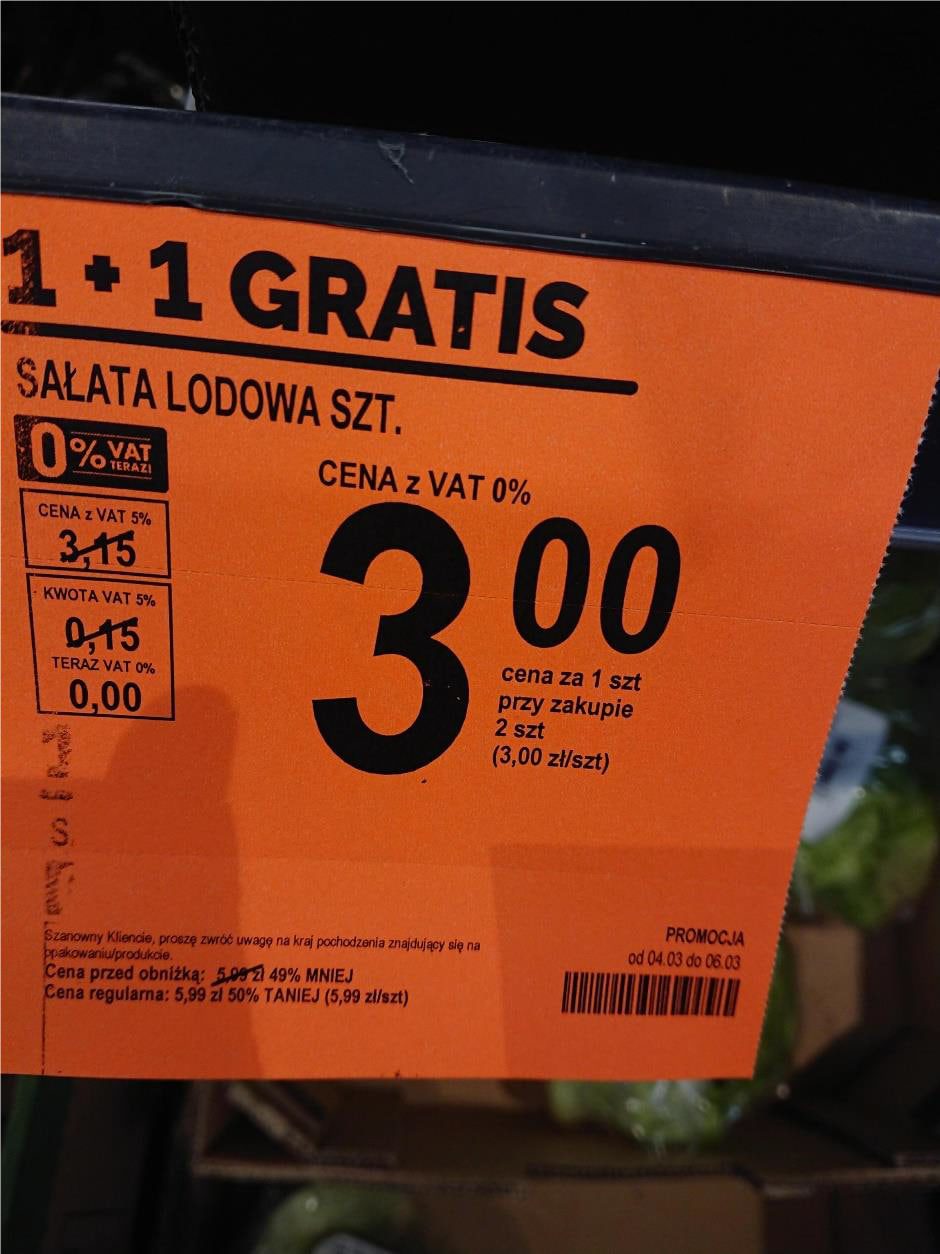 1 + 1 GRATIS
SAŁATA LODOWA SZT.
0% VAT
TERAZ!
CENA z VAT 5%
3,15
KWOTA VAT 5%
0,15
TERAZ VAT 0%
0,00
CENA z VAT 0%
3 00
cena za 1 szt
przy zakupie
2 szt
(3,00 zł/szt)
Szanowny Kliencie, proszę zwróć uwagę na kraj pochodzenia znajdujący się na
opakowaniu/produkcie.
Cena przed obniżką: 5,99 zł 49% MNIEJ
Cena regularna: 5,99 zł 50% TANIEJ (5,99 zł/szt)
PROMOCJA
od 04.03 do 06.03